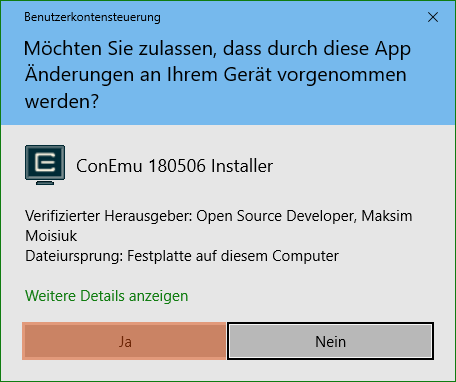 Benutzerkontensteuerung
Möchten Sie zulassen, dass durch diese App
Änderungen an Ihrem Gerät vorgenommen
werden?
ConEmu 180506 Installer
Verifizierter Herausgeber: Open Source Developer, Maksim
Moisiuk
Dateiursprung: Festplatte auf diesem Computer
Weitere Details anzeigen
Ja
Nein